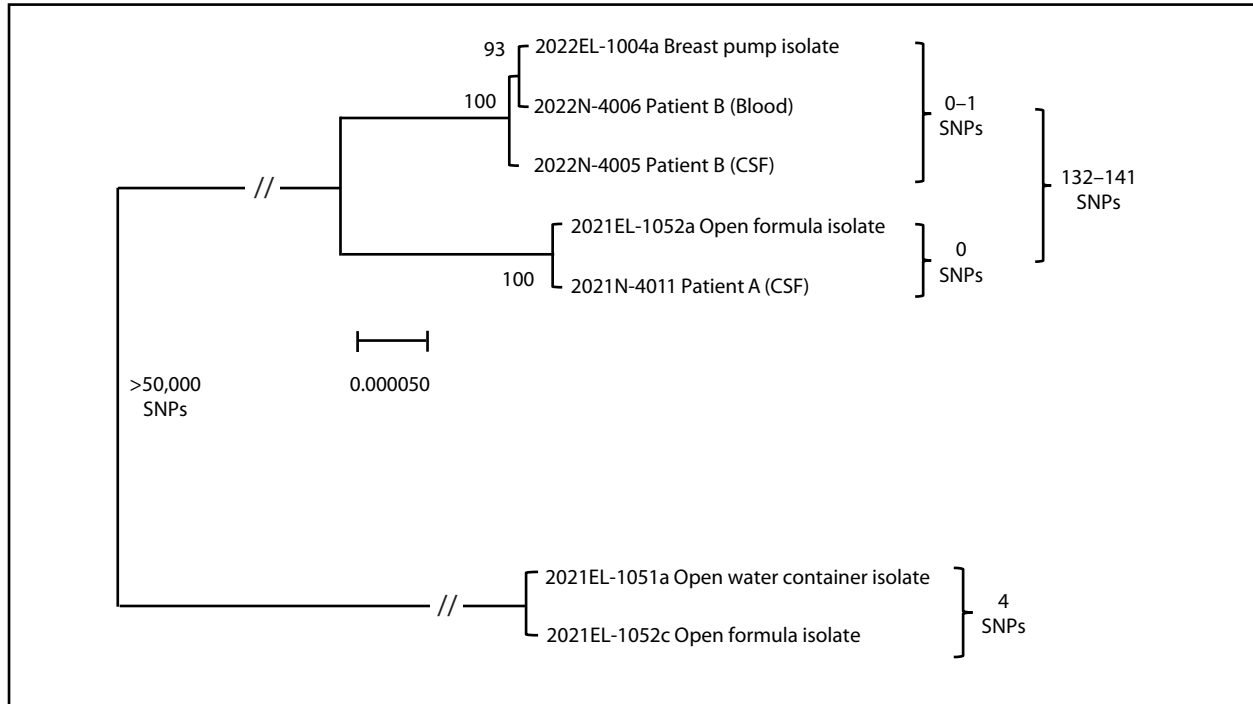 93
2022EL-1004a Breast pump isolate
100
2022N-4006 Patient B (Blood)
0–1
SNPs
2022N-4005 Patient B (CSF)
132–141
SNPs
2021EL-1052a Open formula isolate
0
SNPs
100
2021N-4011 Patient A (CSF)
>50,000
SNPs
0.000050
2021EL-1051a Open water container isolate
4
SNPs
2021EL-1052c Open formula isolate